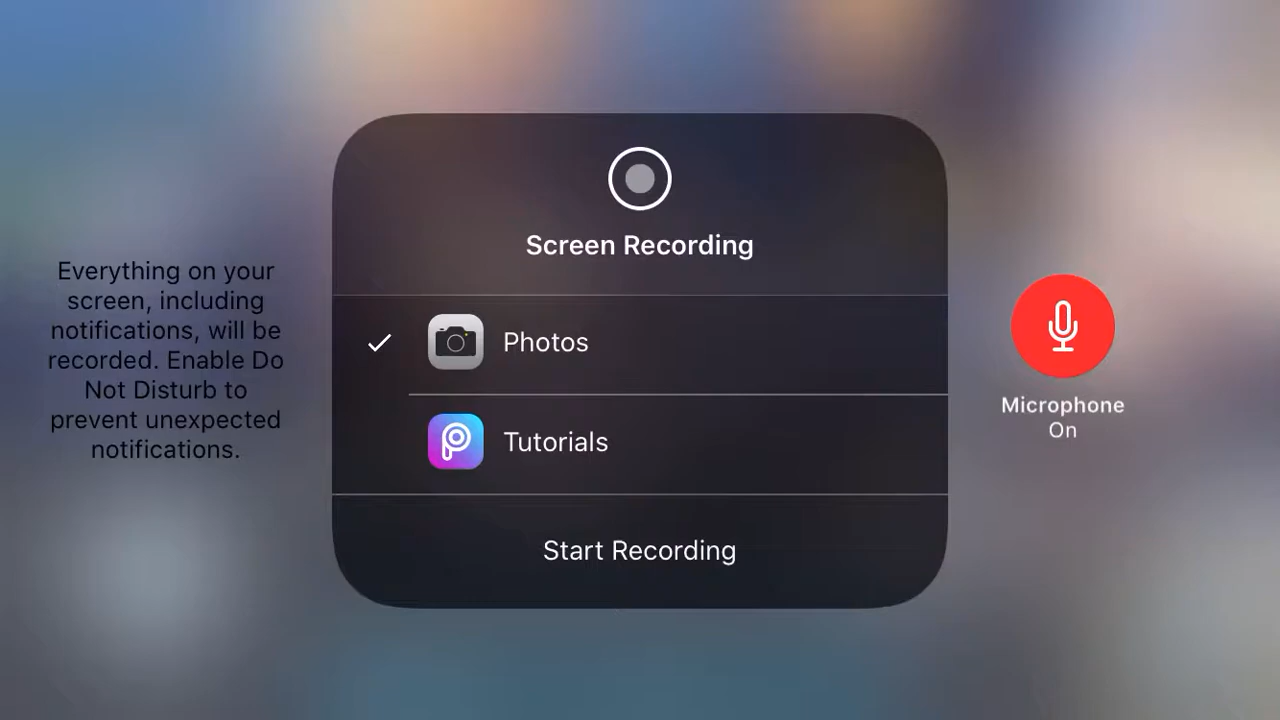 Everything on your
screen, including
notifications, will be
recorded. Enable Do
Not Disturb to
prevent unexpected
notifications.
Screen Recording
Photos
Tutorials
Start Recording
Microphone
On